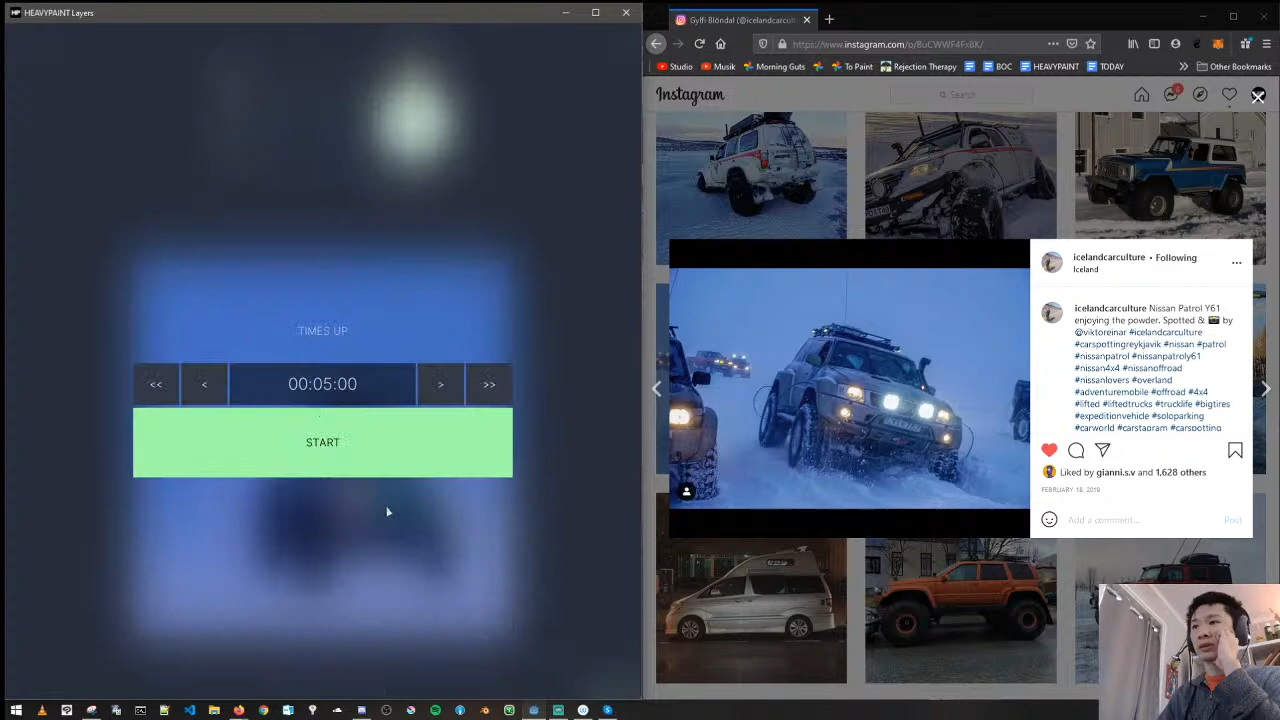 HP HEAVYPAINT Layers
TIMES UP
<< < 00:05:00 > >>
START
Gylfi Blöndal (@icelandcarcult
https://www.instagram.com/p/BuCWWF4Fx8K/
Studio Musik Morning Guts To Paint Rejection Therapy BOC HEAVYPAINT TODAY Other Bookmarks
Instagram
Search
icelandcarculture • Following
Iceland
icelandcarculture Nissan Patrol Y61
enjoying the powder. Spotted & 📷 by
@viktoreinar #icelandcarculture
#carspottingreykjavik #nissan #patrol
#nissanpatrol #nissanpatroly61
#nissan4x4 #nissanoffroad
#nissanlovers #overland
#adventuremobile #offroad #4x4
#lifted #liftedtrucks #trucklife #bigtires
#expeditionvehicle #soloparking
#carworld #carstagram #carspotting
Liked by gianni.s.v and 1,628 others
FEBRUARY 18, 2019
Add a comment...
Post